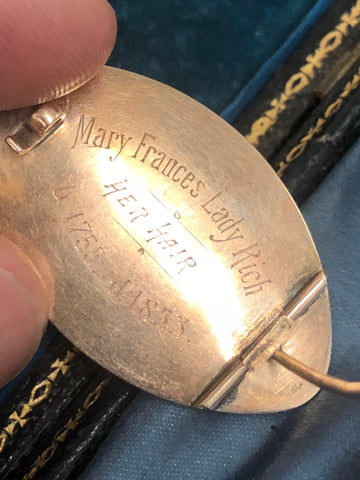 Mary Frances Lady Rich
HER HAIR
b. 1755. d. 1833.